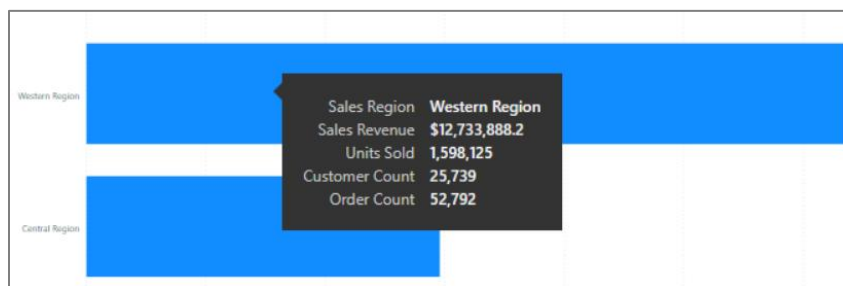 Western Region
Sales Region Western Region
Sales Revenue $12,733,888.2
Units Sold 1,598,125
Customer Count 25,739
Order Count 52,792
Central Region